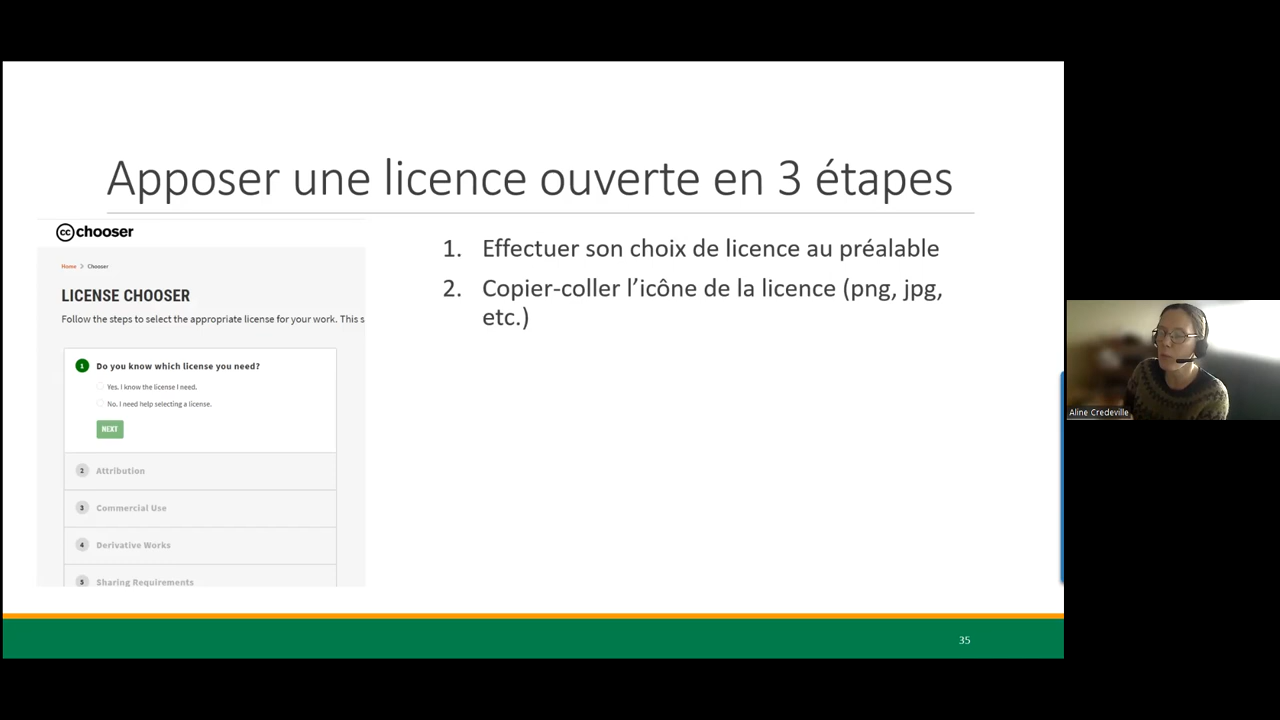 Apposer une licence ouverte en 3 étapes
cc chooser
Home > Chooser
LICENSE CHOOSER
Follow the steps to select the appropriate license for your work. This s
1 Do you know which license you need?
Yes. I know the license I need.
No. I need help selecting a license.
NEXT
2 Attribution
3 Commercial Use
4 Derivative Works
5 Sharing Requirements
1. Effectuer son choix de licence au préalable
2. Copier-coller l’icône de la licence (png, jpg,
etc.)
35
Aline Credeville